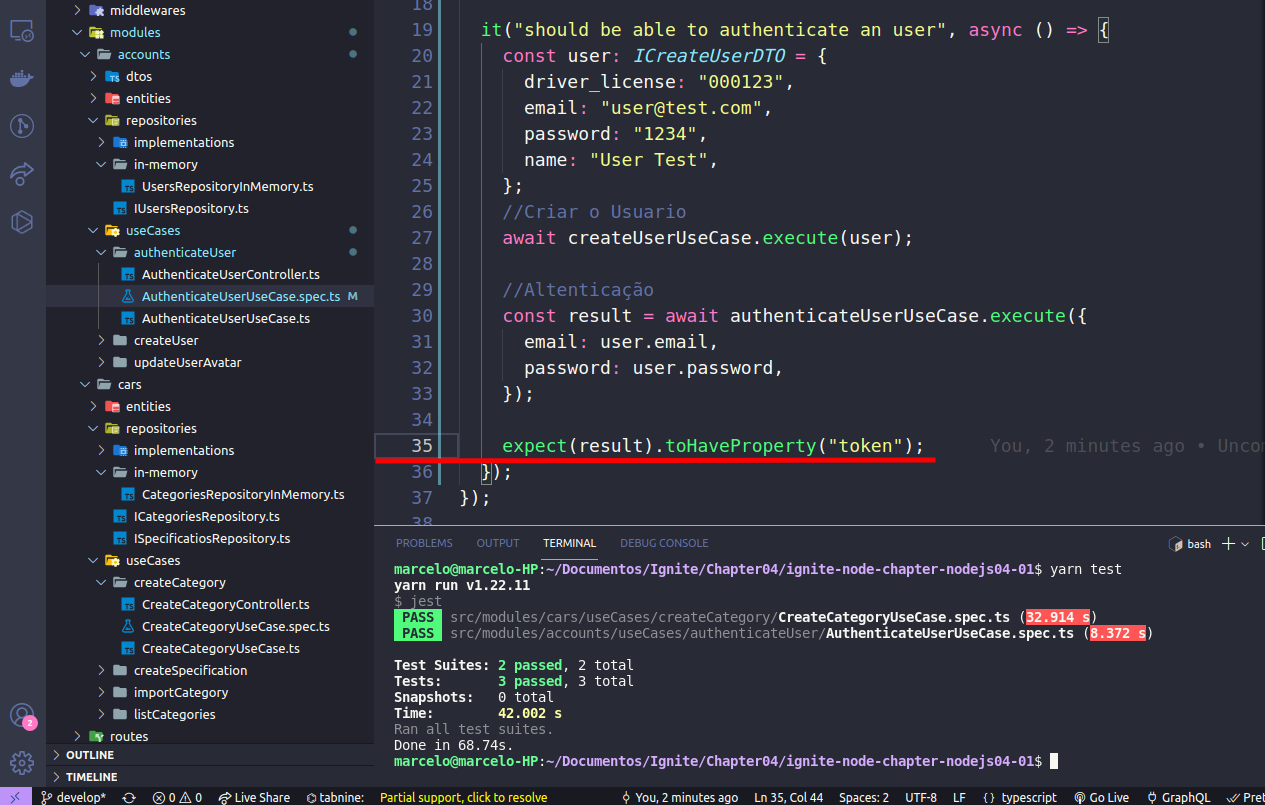 middlewares
modules
accounts
dtos
entities
repositories
implementations
in-memory
UsersRepositoryInMemory.ts
IUsersRepository.ts
useCases
authenticateUser
AuthenticateUserController.ts
AuthenticateUserUseCase.spec.ts M
AuthenticateUserUseCase.ts
createUser
updateUserAvatar
cars
entities
repositories
implementations
in-memory
CategoriesRepositoryInMemory.ts
ICategoriesRepository.ts
ISpecificatiosRepository.ts
useCases
createCategory
CreateCategoryController.ts
CreateCategoryUseCase.spec.ts
CreateCategoryUseCase.ts
createSpecification
importCategory
listCategories
routes
OUTLINE
TIMELINE
2
18
19 it("should be able to authenticate an user", async () => {
20 const user: ICreateUserDTO = {
21 driver_license: "000123",
22 email: "user@test.com",
23 password: "1234",
24 name: "User Test",
25 };
26 //Criar o Usuario
27 await createUserUseCase.execute(user);
28
29 //Altenticação
30 const result = await authenticateUserUseCase.execute({
31 email: user.email,
32 password: user.password,
33 });
34
35 expect(result).toHaveProperty("token"); You, 2 minutes ago • Uncom
36 });
37 });
38
PROBLEMS OUTPUT TERMINAL DEBUG CONSOLE bash
marcelo@marcelo-HP:~/Documentos/Ignite/Chapter04/ignite-node-chapter-nodejs04-01$ yarn test
yarn run v1.22.11
$ jest
PASS src/modules/cars/useCases/createCategory/CreateCategoryUseCase.spec.ts (32.914 s)
PASS src/modules/accounts/useCases/authenticateUser/AuthenticateUserUseCase.spec.ts (8.372 s)
Test Suites: 2 passed, 2 total
Tests: 3 passed, 3 total
Snapshots: 0 total
Time: 42.002 s
Ran all test suites.
Done in 68.74s.
marcelo@marcelo-HP:~/Documentos/Ignite/Chapter04/ignite-node-chapter-nodejs04-01$
develop* 0 0 Live Share tabnine: Partial support, click to resolve You, 2 minutes ago Ln 35, Col 44 Spaces: 2 UTF-8 LF {} typescript Go Live GraphQL Pret